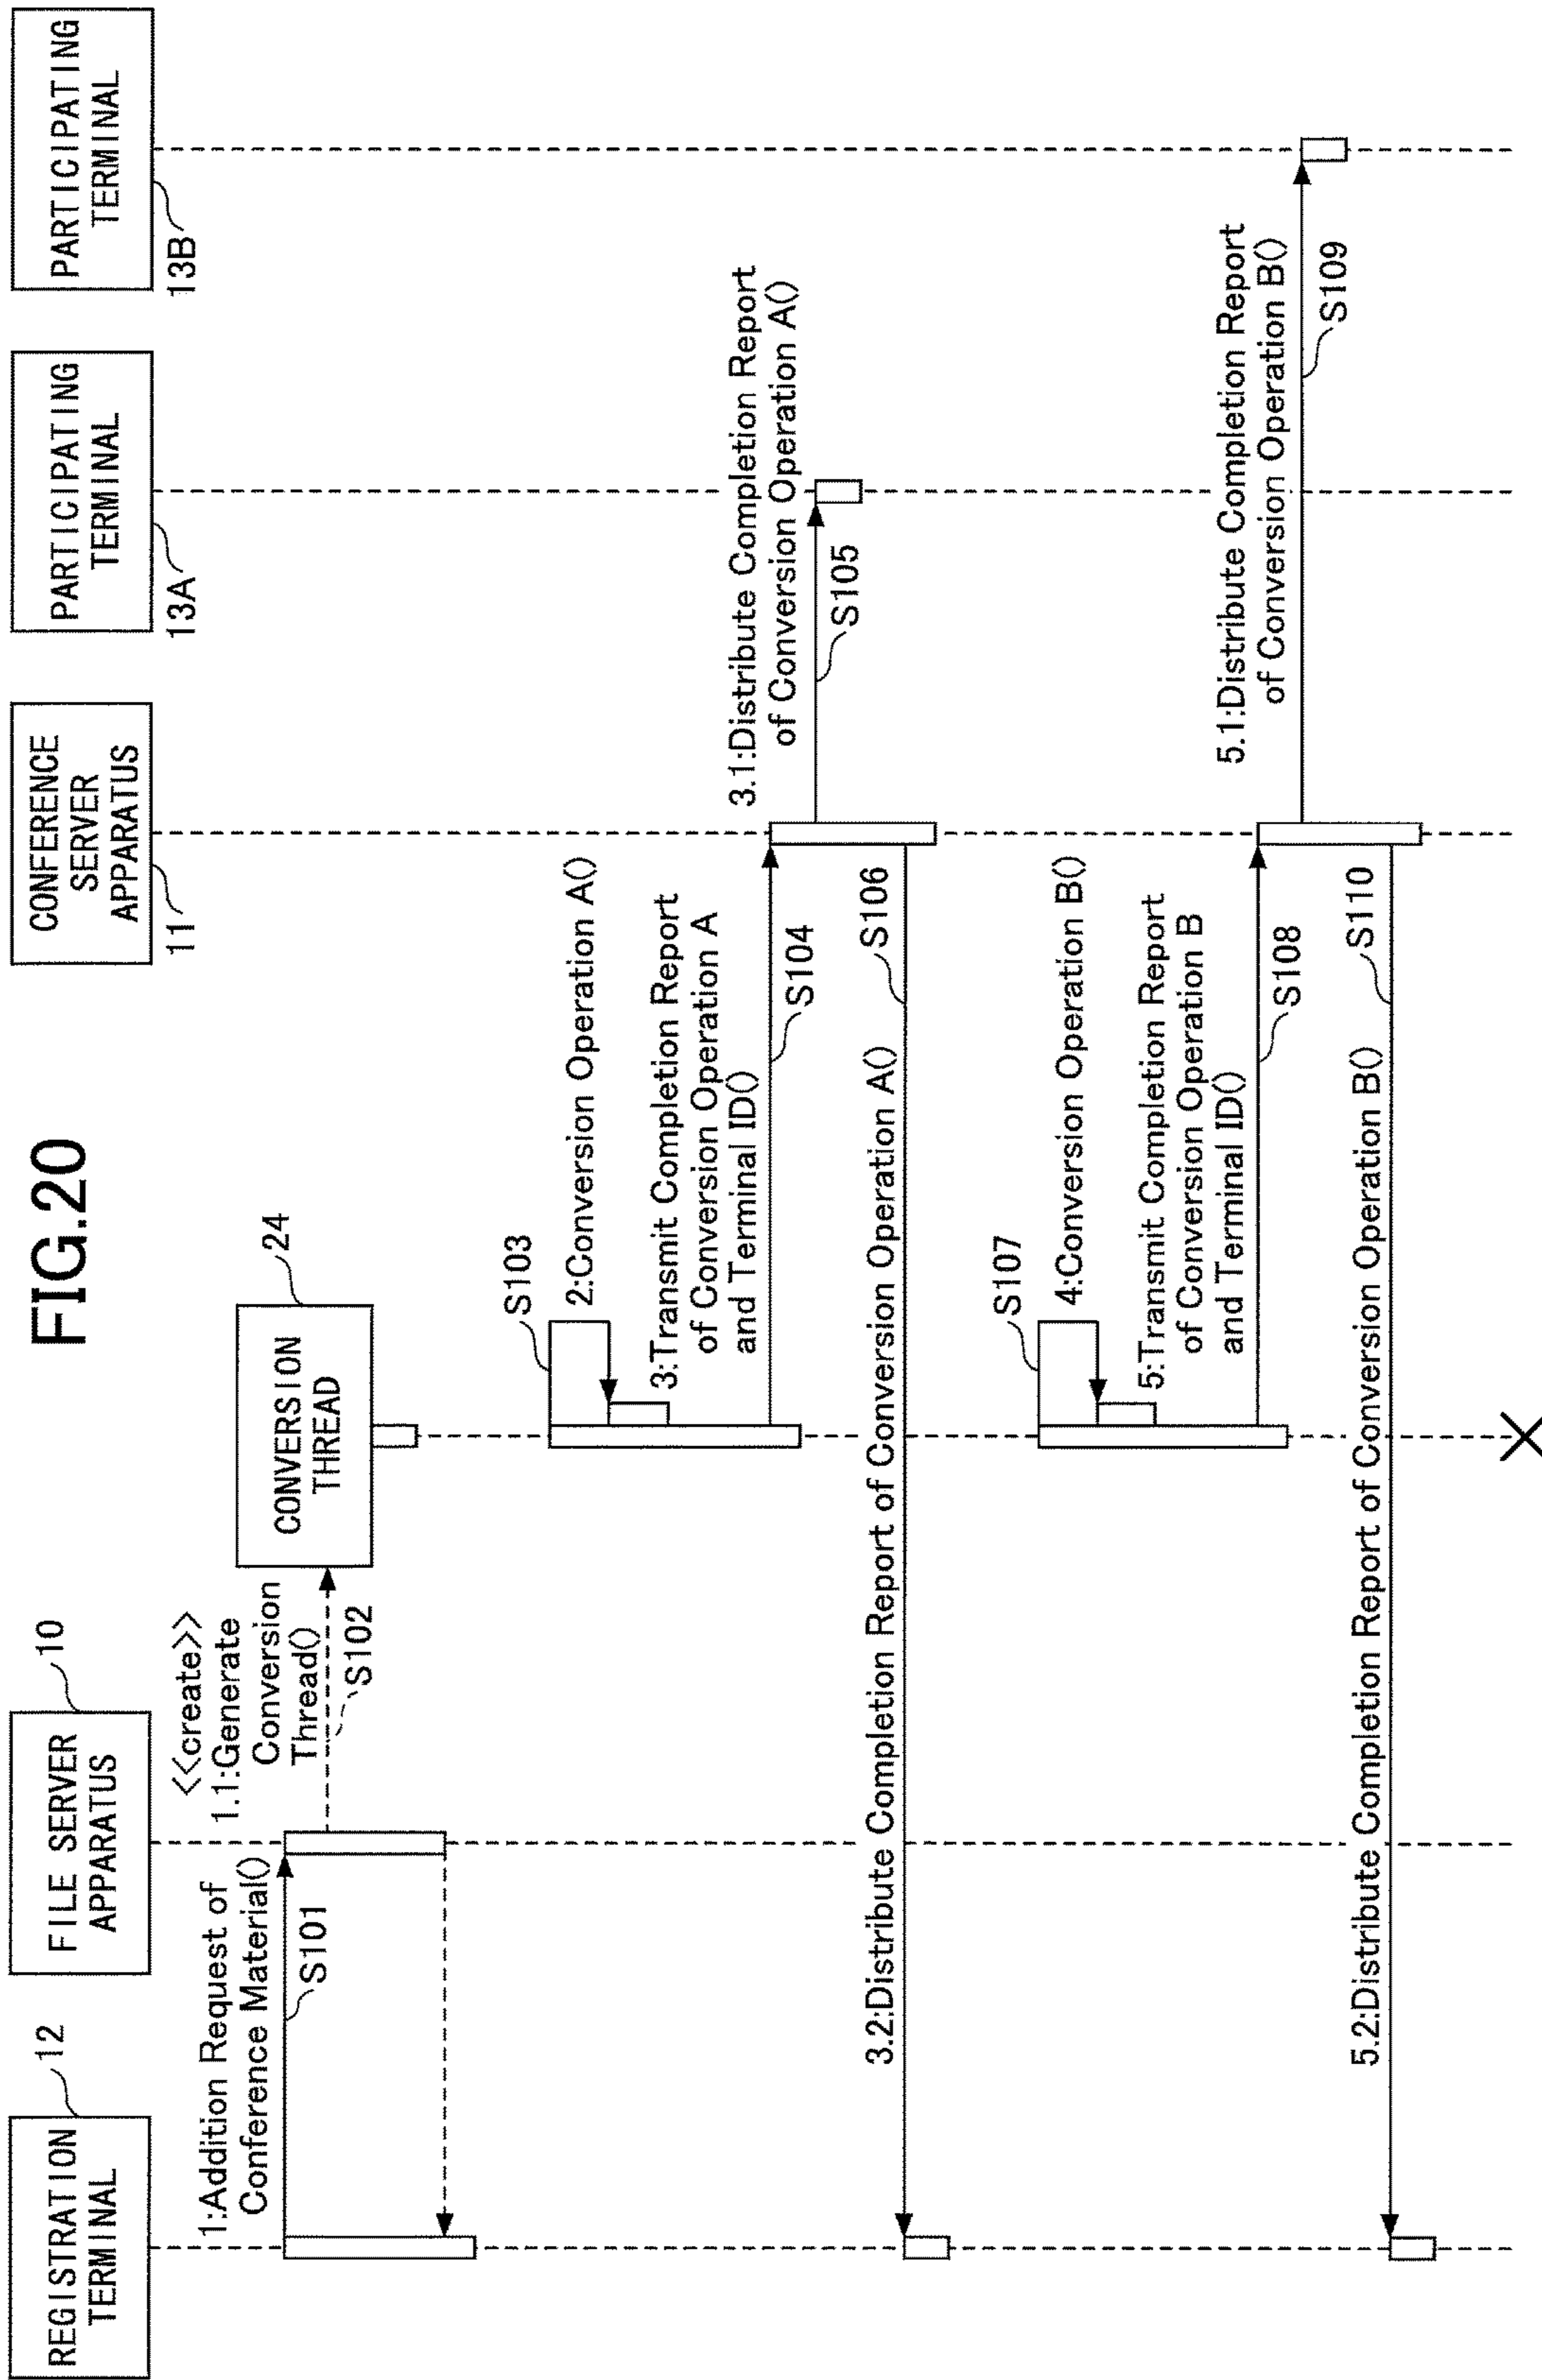 FIG.20
REGISTRATION
TERMINAL
12
FILE SERVER
APPARATUS
10
CONVERSION
THREAD
24
CONFERENCE
SERVER
APPARATUS
11
PARTICIPATING
TERMINAL
13A
PARTICIPATING
TERMINAL
13B
1:Addition Request of
Conference Material()
S101
<<create>>
1.1:Generate
Conversion
Thread()
S102
S103
2:Conversion Operation A()
3:Transmit Completion Report
of Conversion Operation A
and Terminal ID()
S104
3.1:Distribute Completion Report
of Conversion Operation A()
S105
3.2:Distribute Completion Report of Conversion Operation A()
S106
S107
4:Conversion Operation B()
5:Transmit Completion Report
of Conversion Operation B
and Terminal ID()
S108
5.1:Distribute Completion Report
of Conversion Operation B()
S109
5.2:Distribute Completion Report of Conversion Operation B()
S110